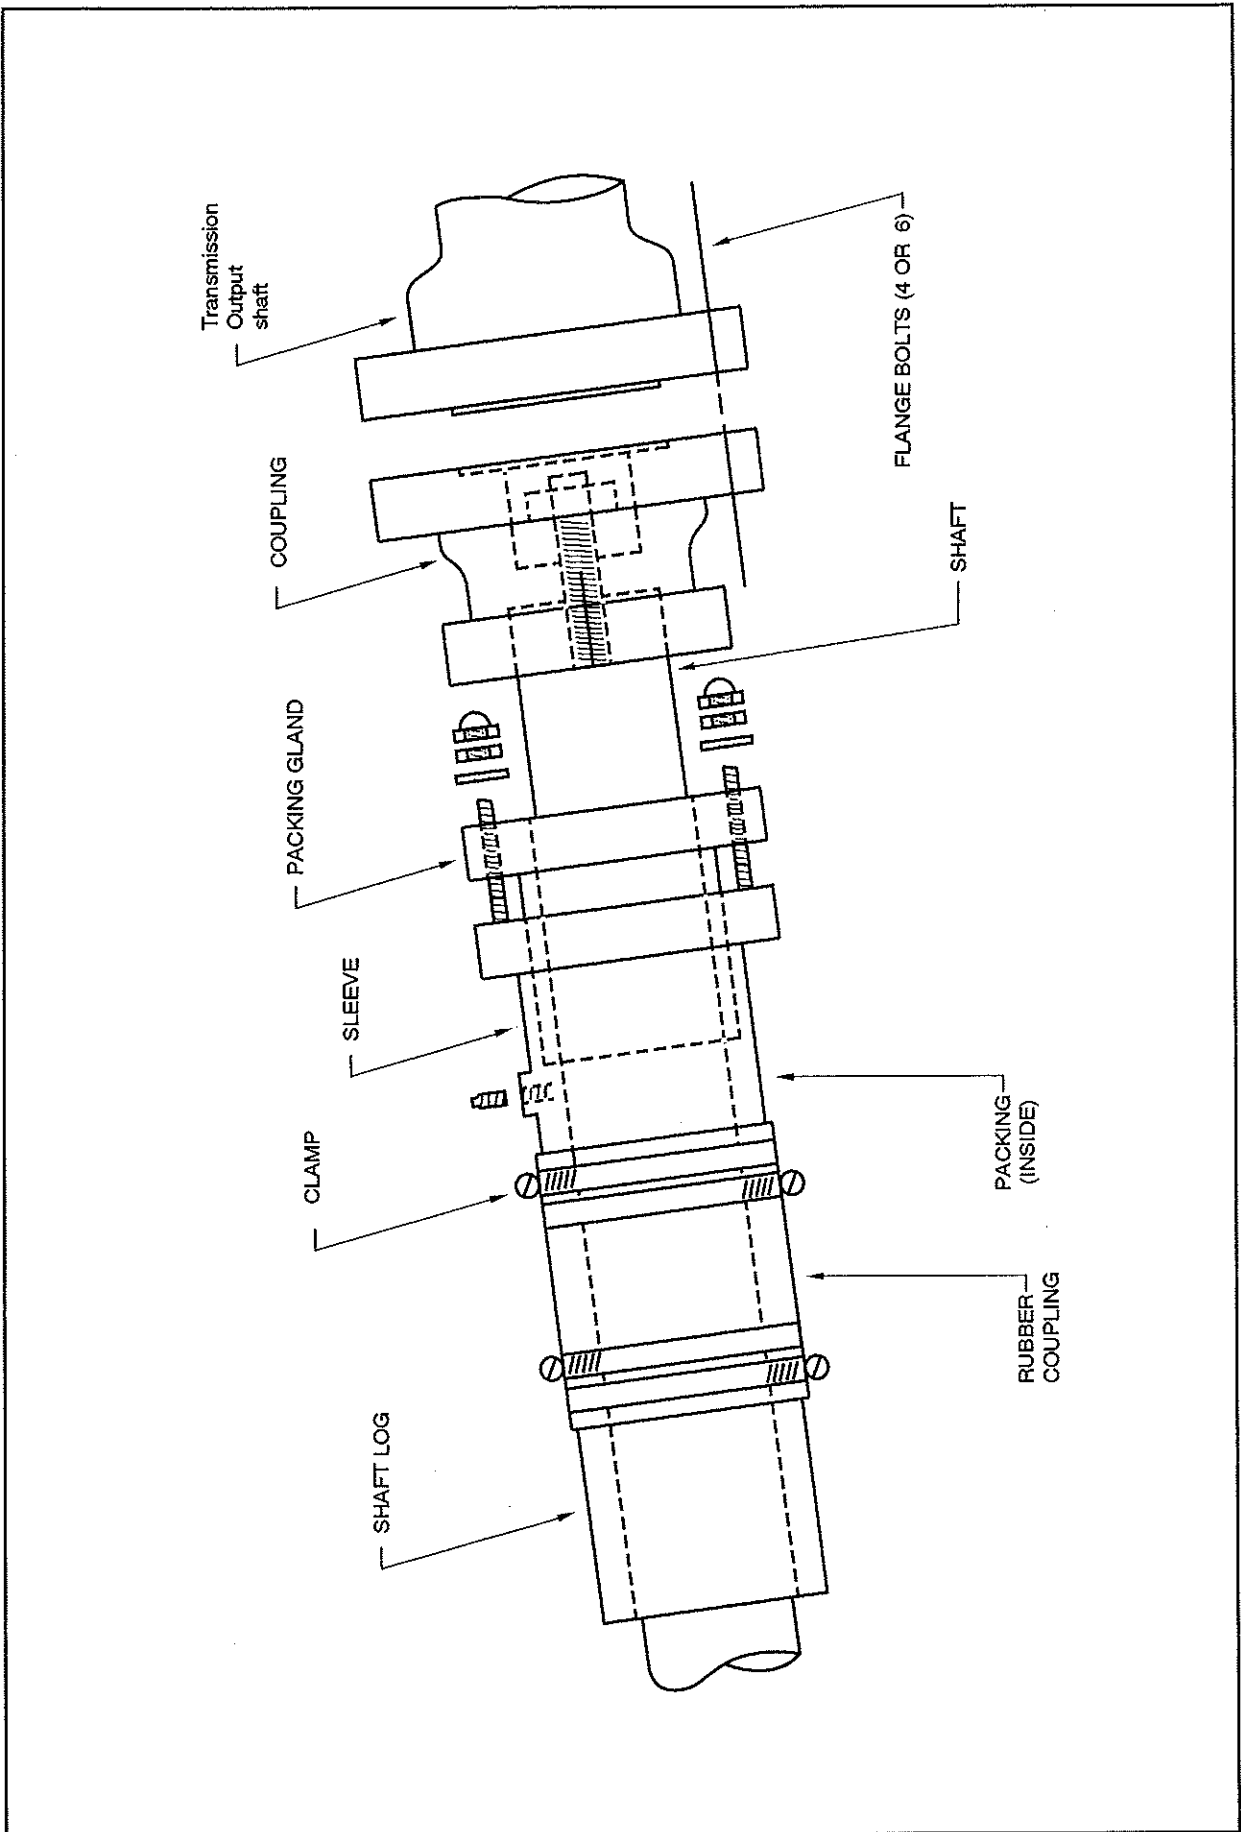 Transmission
Output
shaft
COUPLING
PACKING GLAND
SLEEVE
CLAMP
SHAFT LOG
FLANGE BOLTS (4 OR 6)
SHAFT
PACKING
(INSIDE)
RUBBER
COUPLING